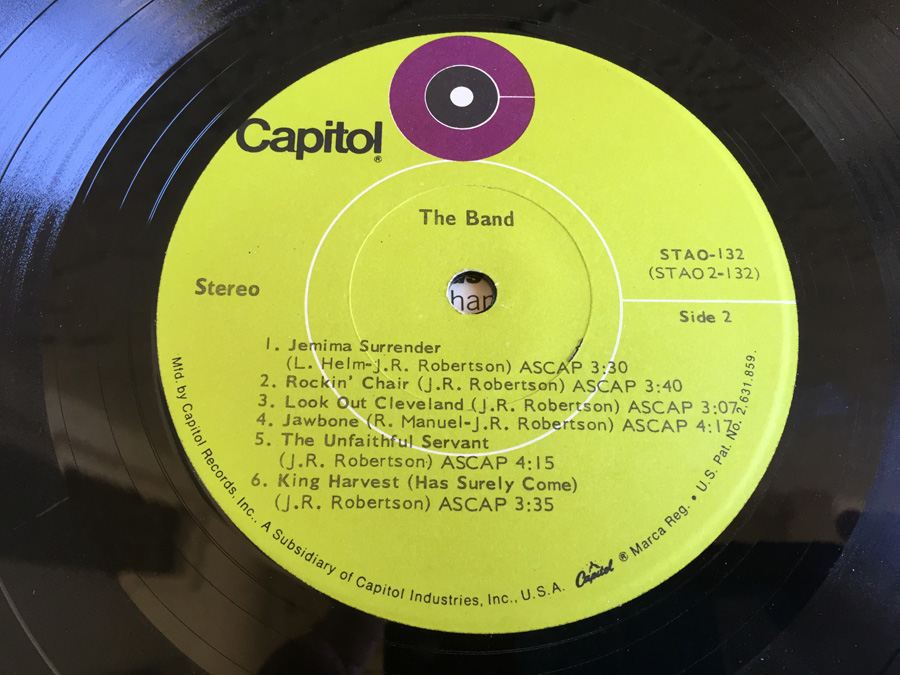 Capitol®
The Band
STAO-132
(STAO 2-132)
Stereo
Side 2
har
1. Jemima Surrender
(L. Helm-J.R. Robertson) ASCAP 3:30
2. Rockin' Chair (J.R. Robertson) ASCAP 3:40
3. Look Out Cleveland (J.R. Robertson) ASCAP 3:07
4. Jawbone (R. Manuel-J.R. Robertson) ASCAP 4:17
5. The Unfaithful Servant
(J.R. Robertson) ASCAP 4:15
6. King Harvest (Has Surely Come)
(J.R. Robertson) ASCAP 3:35
Mfd. by Capitol Records, Inc., A Subsidiary of Capitol Industries, Inc., U.S.A. Capitol ® Marca Reg. • U.S. Pat. No. 2,631,859.